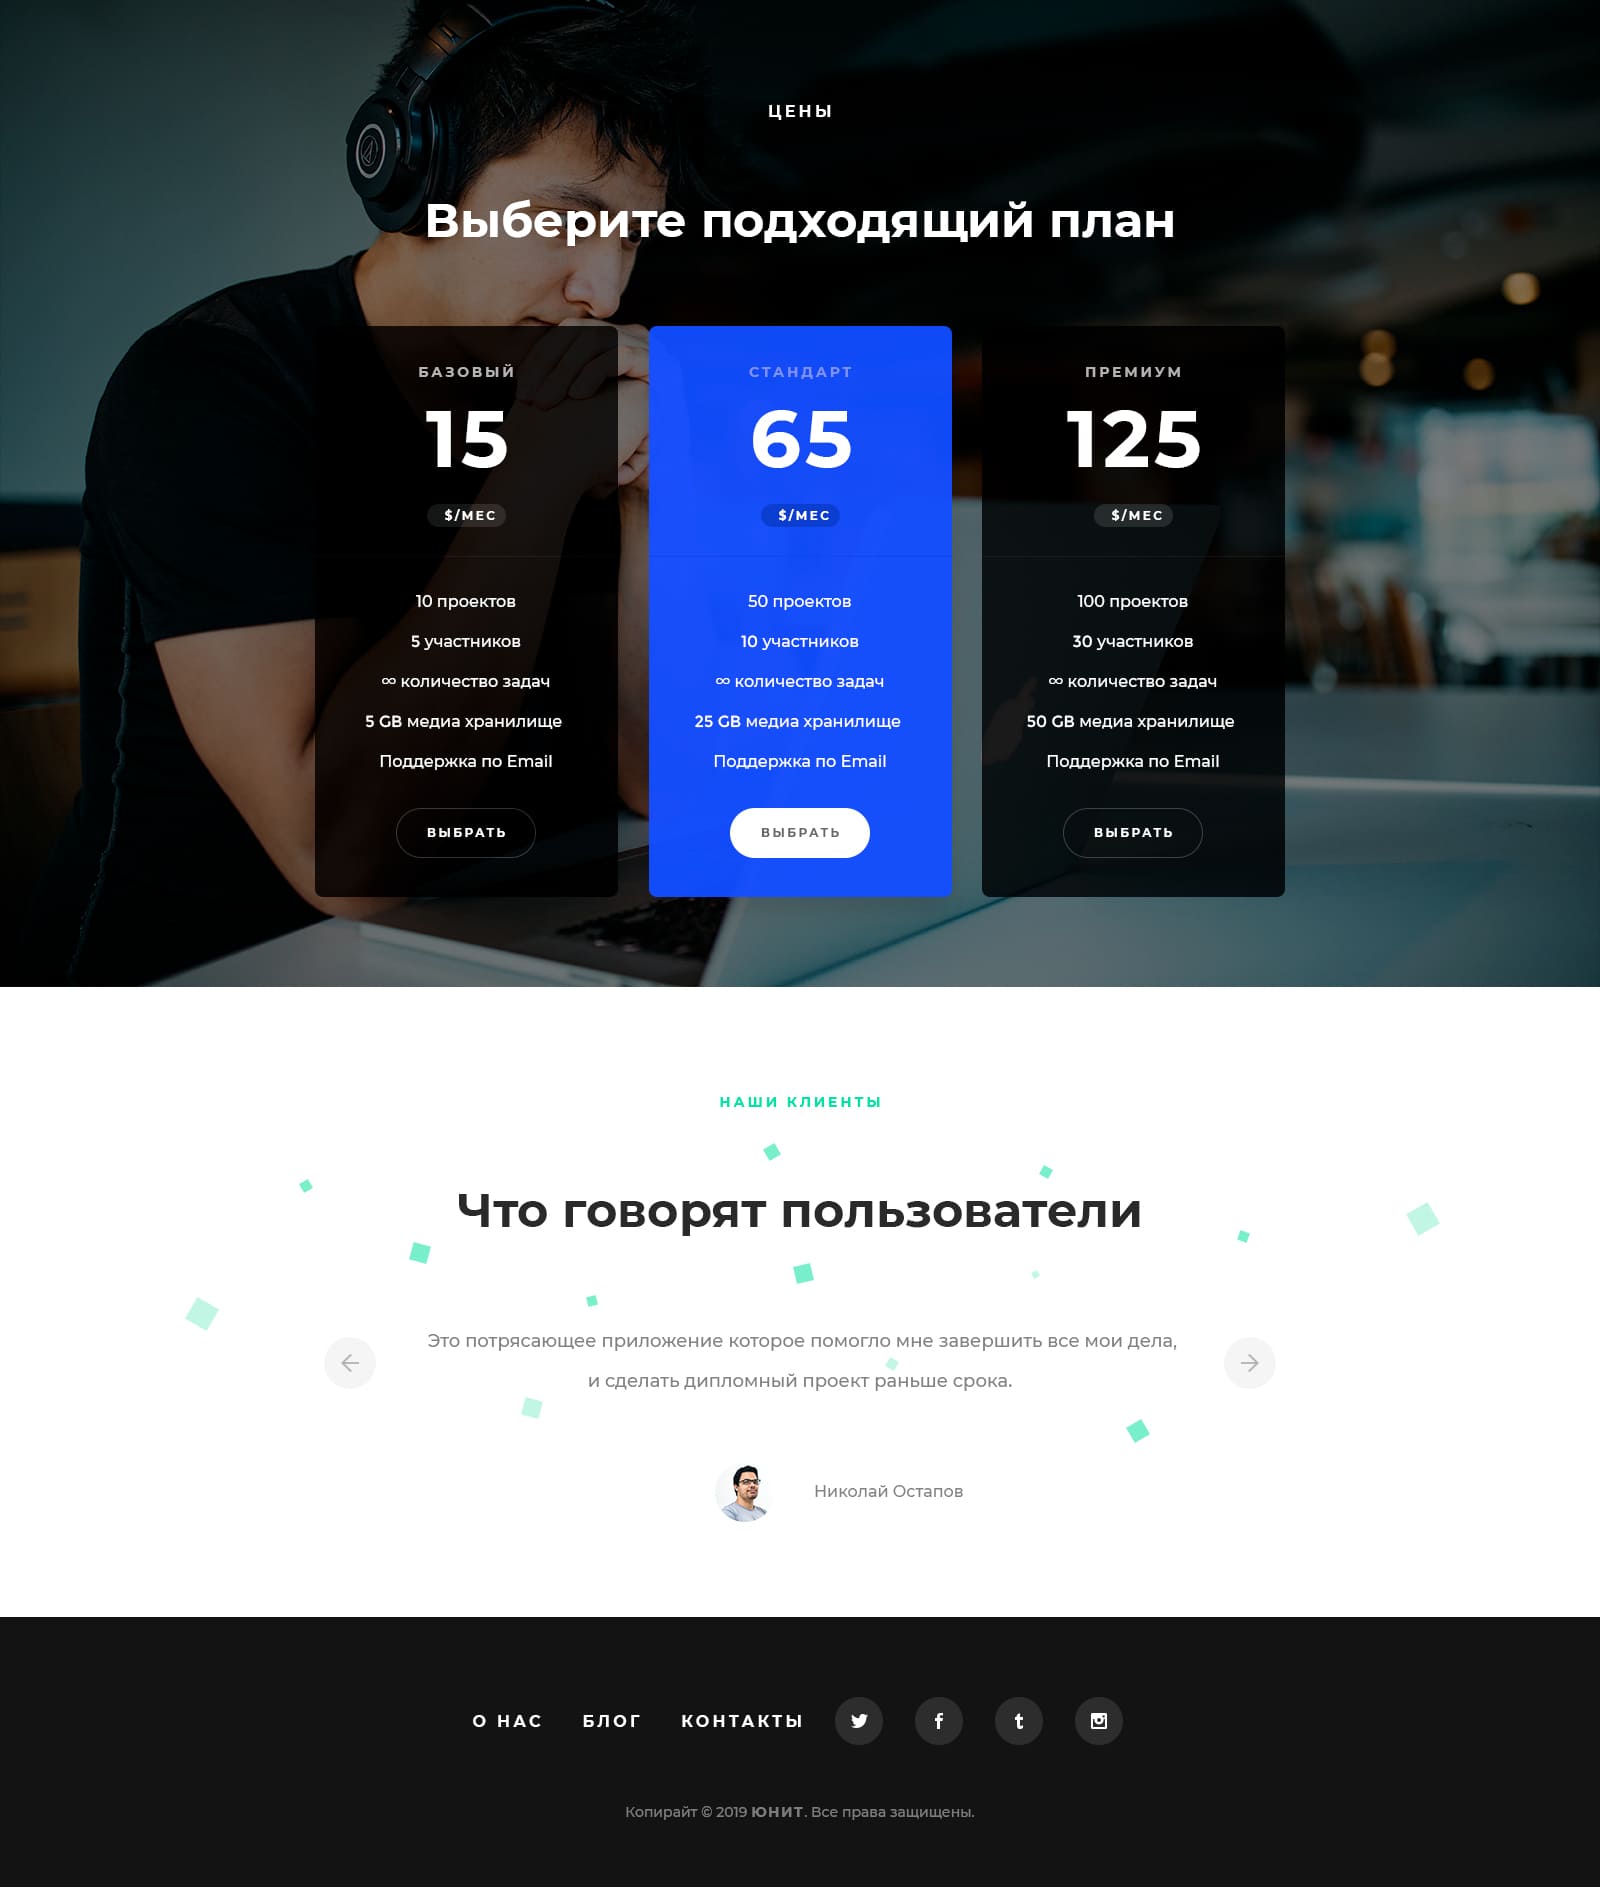 ЦЕНЫ
Выберите подходящий план
БАЗОВЫЙ
15
$/МЕС
10 проектов
5 участников
∞ количество задач
5 GB медиа хранилище
Поддержка по Email
ВЫБРАТЬ
СТАНДАРТ
65
$/МЕС
50 проектов
10 участников
∞ количество задач
25 GB медиа хранилище
Поддержка по Email
ВЫБРАТЬ
ПРЕМИУМ
125
$/МЕС
100 проектов
30 участников
∞ количество задач
50 GB медиа хранилище
Поддержка по Email
ВЫБРАТЬ
НАШИ КЛИЕНТЫ
Что говорят пользователи
Это потрясающее приложение которое помогло мне завершить все мои дела,
и сделать дипломный проект раньше срока.
Николай Остапов
О НАС БЛОГ КОНТАКТЫ
Копирайт © 2019 ЮНИТ. Все права защищены.